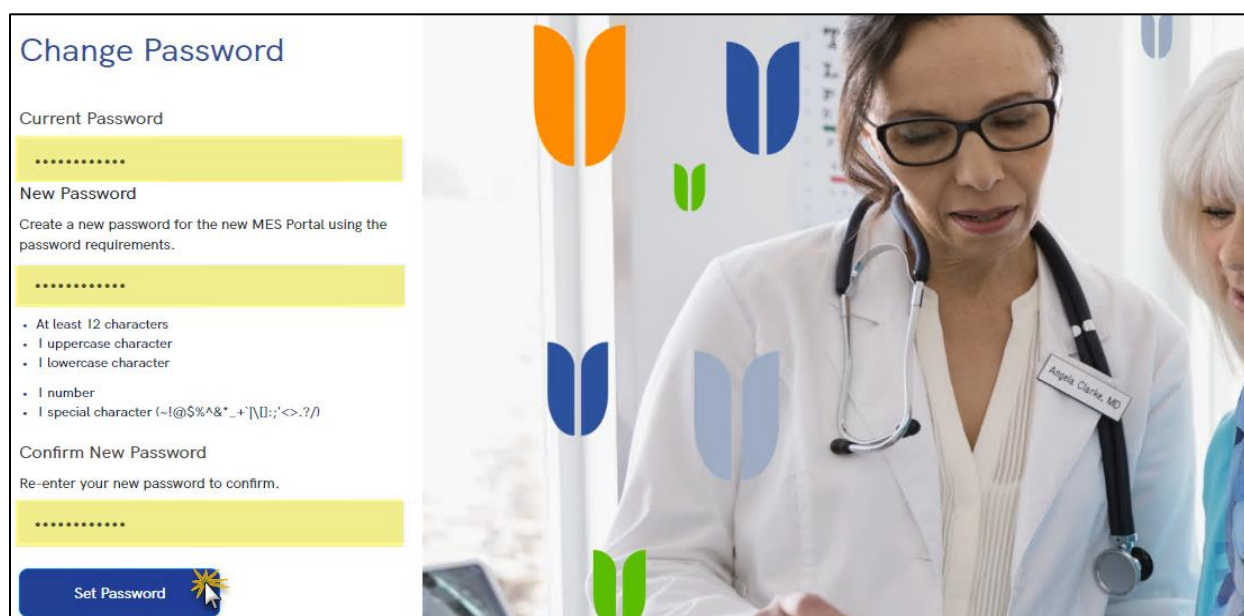 Change Password
Current Password
••••••••••••
New Password
Create a new password for the new MES Portal using the
password requirements.
••••••••••••
• At least 12 characters
• 1 uppercase character
• 1 lowercase character
• 1 number
• 1 special character (~!@$%^&*_+`|\[]:;'<>.?/)
Confirm New Password
Re-enter your new password to confirm.
••••••••••••
Set Password
Angela Clarke, MD